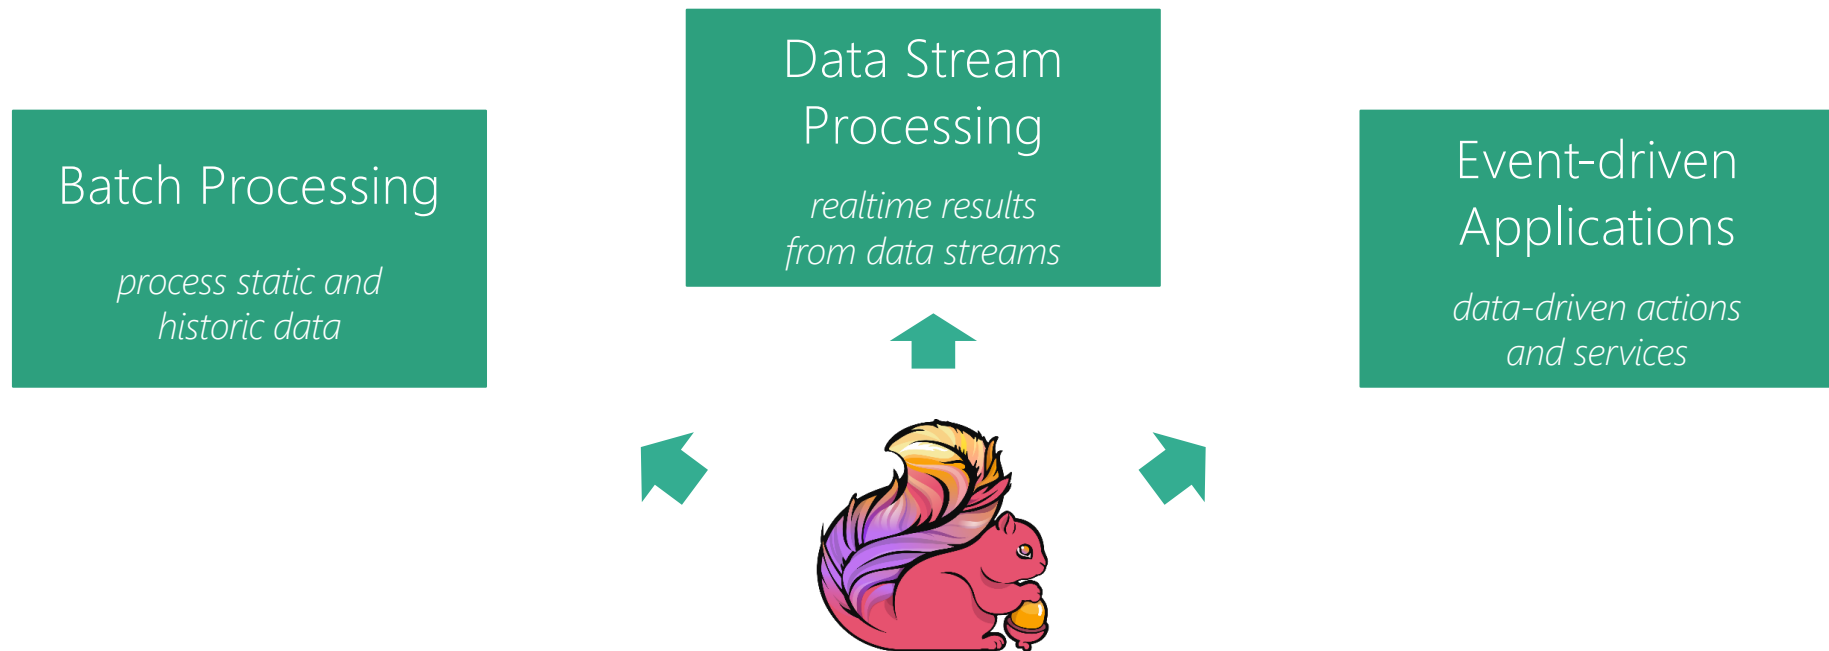 Batch Processing
process static and
historic data
Data Stream
Processing
realtime results
from data streams
Event-driven
Applications
data-driven actions
and services